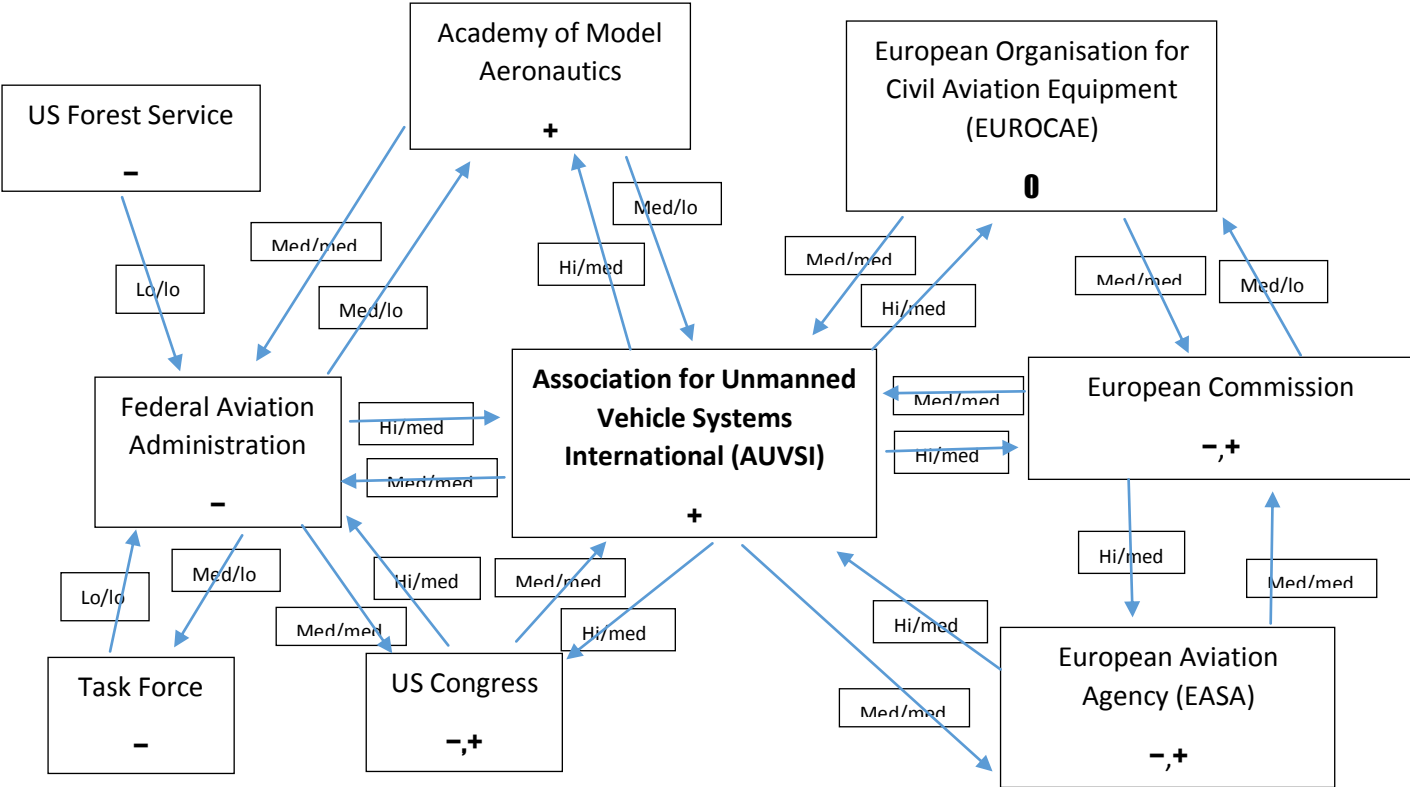 Academy of Model
Aeronautics
+
European Organisation for
Civil Aviation Equipment
(EUROCAE)
0
US Forest Service
–
Med/lo
Med/med
Hi/med
Med/med
Med/med
Med/lo
Lo/lo
Med/lo
Hi/med
Association for Unmanned
Vehicle Systems
International (AUVSI)
+
Federal Aviation
Administration
–
European Commission
–,+
Med/med
Hi/med
Hi/med
Med/med
Lo/lo
Med/lo
Hi/med
Med/med
Hi/med
Med/med
Med/med
Hi/med
Hi/med
Med/med
Task Force
–
US Congress
–,+
European Aviation
Agency (EASA)
–,+